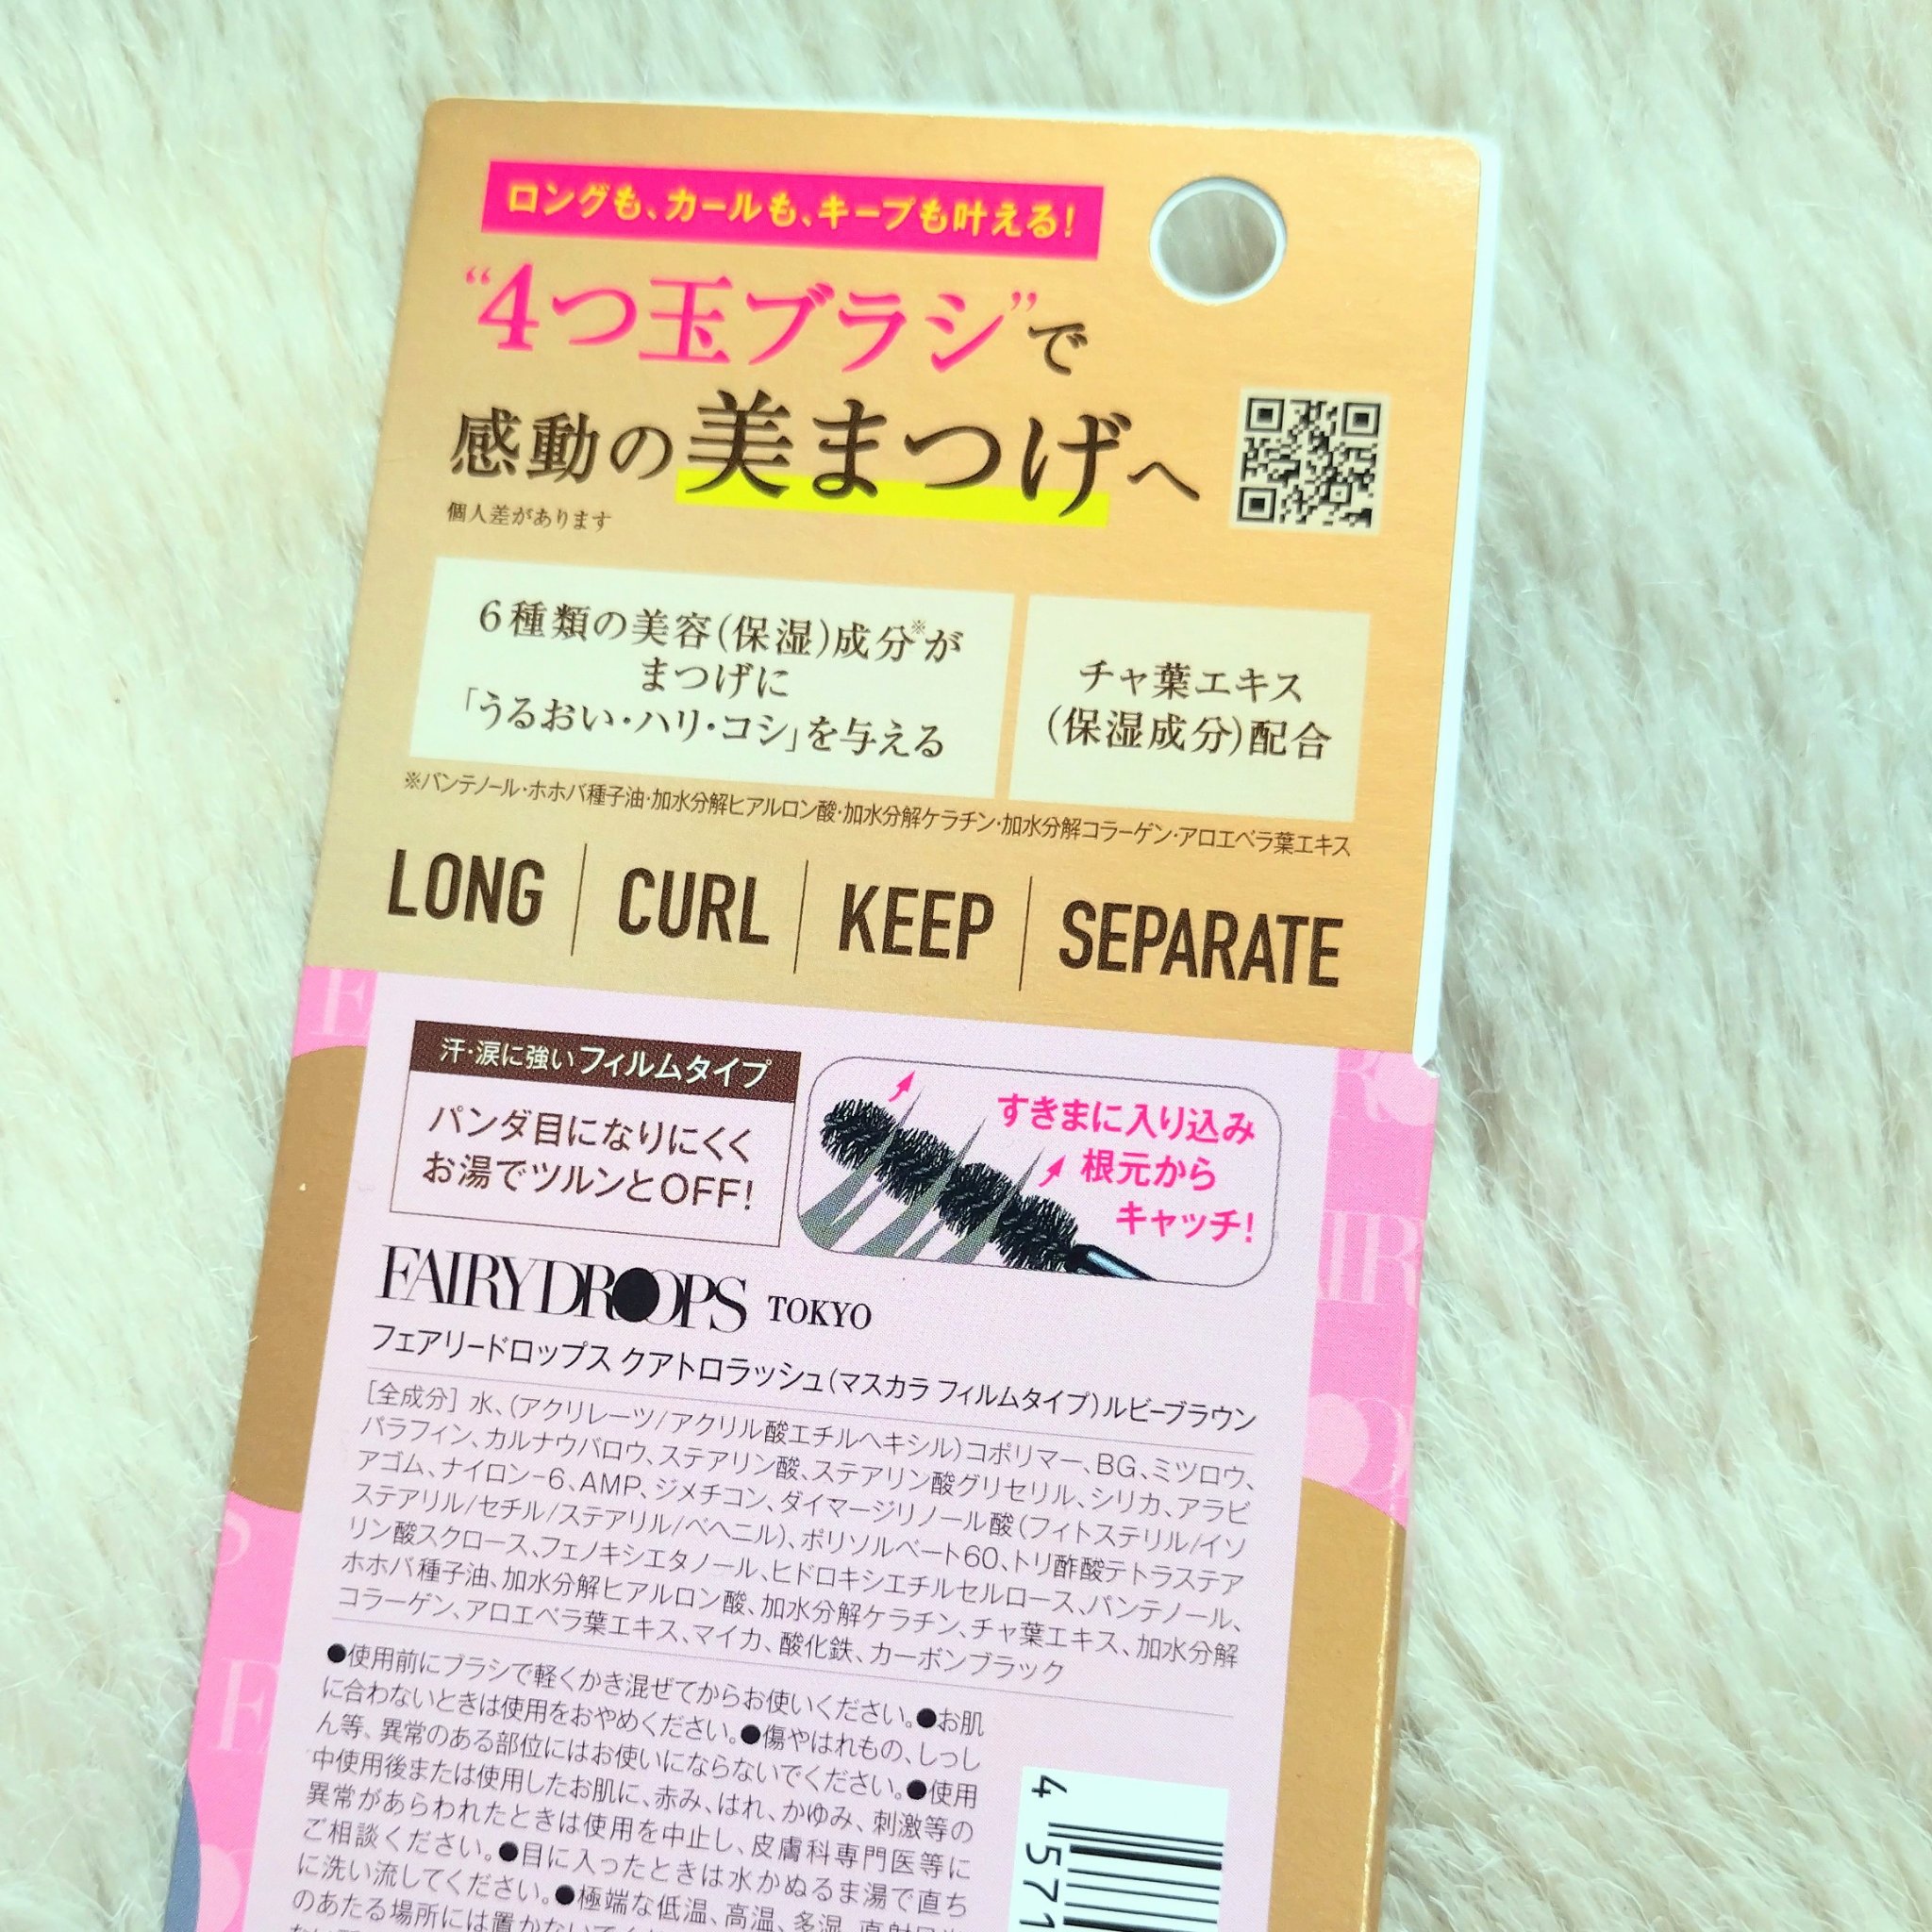 ロングも、カールも、キープも叶える!
“4つ玉ブラシ”で
感動の美まつげへ
個人差があります
6種類の美容(保湿)成分※が
まつげに
「うるおい・ハリ・コシ」を与える
チャ葉エキス
(保湿成分)配合
※パンテノール・ホホバ種子油・加水分解ヒアルロン酸・加水分解ケラチン・加水分解コラーゲン・アロエベラ葉エキス
LONG CURL KEEP SEPARATE
汗・涙に強いフィルムタイプ
パンダ目になりにくく
お湯でツルンとOFF!
すきまに入り込み
根元から
キャッチ!
FAIRYDROPS TOKYO
フェアリードロップス クアトロラッシュ(マスカラ フィルムタイプ)ルビーブラウン
[全成分] 水、(アクリレーツ/アクリル酸エチルヘキシル)コポリマー、BG、ミツロウ、
パラフィン、カルナウバロウ、ステアリン酸、ステアリン酸グリセリル、シリカ、アラビ
アゴム、ナイロン-6、AMP、ジメチコン、ダイマージリノール酸(フィトステリル/イソ
ステアリル/セチル/ステアリル/ベヘニル)、ポリソルベート60、トリ酢酸テトラステア
リン酸スクロース、フェノキシエタノール、ヒドロキシエチルセルロース、パンテノール、
ホホバ種子油、加水分解ヒアルロン酸、加水分解ケラチン、チャ葉エキス、加水分解
コラーゲン、アロエベラ葉エキス、マイカ、酸化鉄、カーボンブラック
●使用前にブラシで軽くかき混ぜてからお使いください。●お肌
に合わないときは使用をおやめください。●傷やはれもの、しっし
ん等、異常のある部位にはお使いにならないでください。●使用
中使用後または使用したお肌に、赤み、はれ、かゆみ、刺激等の
異常があらわれたときは使用を中止し、皮膚科専門医等に
ご相談ください。●目に入ったときは水かぬるま湯で直ち
に洗い流してください。●極端な低温、高温、多湿、直射日光
のあたる場所には置かないで
4 571